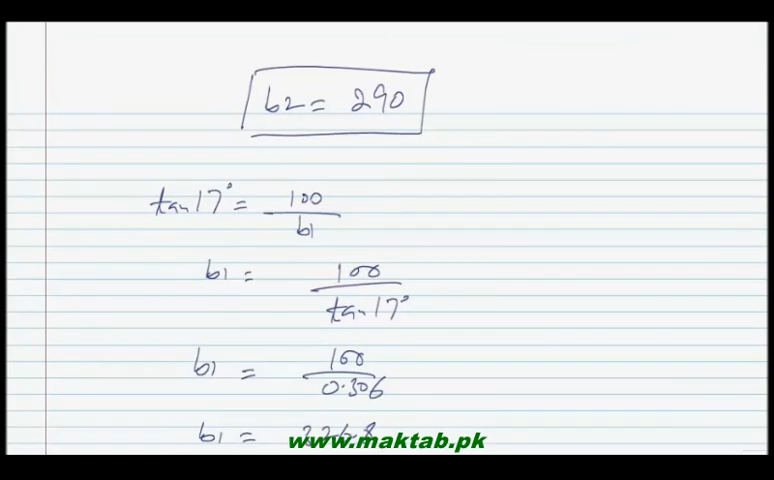 b2 = 290
tan 17° = 100 / b1
b1 = 100 / tan 17°
b1 = 100 / 0.306
b1 =
www.maktab.pk